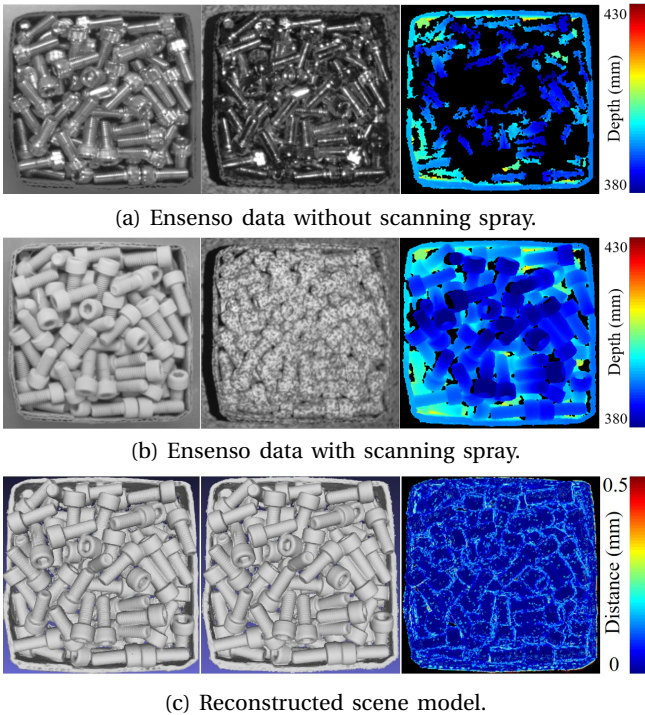 430
Depth (mm)
380
(a) Ensenso data without scanning spray.
430
Depth (mm)
380
(b) Ensenso data with scanning spray.
0.5
Distance (mm)
0
(c) Reconstructed scene model.